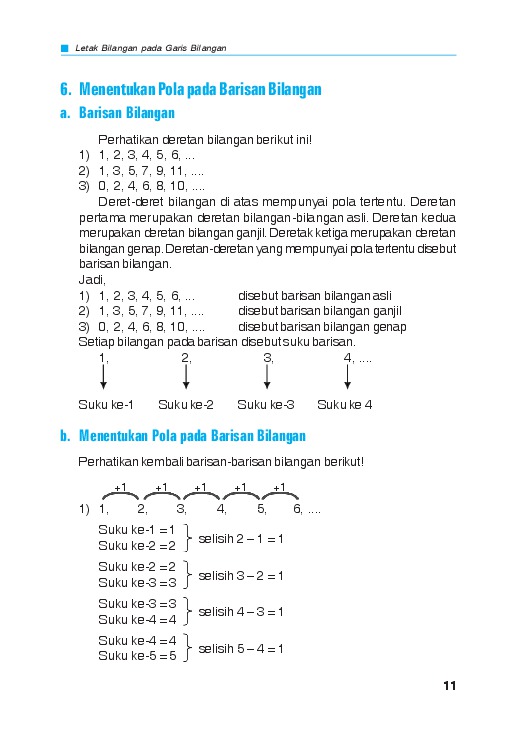 Letak Bilangan pada Garis Bilangan
6. Menentukan Pola pada Barisan Bilangan
a. Barisan Bilangan
Perhatikan deretan bilangan berikut ini!
1) 1, 2, 3, 4, 5, 6, ...
2) 1, 3, 5, 7, 9, 11, ....
3) 0, 2, 4, 6, 8, 10, ....
Deret-deret bilangan di atas mempunyai pola tertentu. Deretan
pertama merupakan deretan bilangan-bilangan asli. Deretan kedua
merupakan deretan bilangan ganjil. Deretak ketiga merupakan deretan
bilangan genap. Deretan-deretan yang mempunyai pola tertentu disebut
barisan bilangan.
Jadi,
1) 1, 2, 3, 4, 5, 6, ... disebut barisan bilangan asli
2) 1, 3, 5, 7, 9, 11, .... disebut barisan bilangan ganjil
3) 0, 2, 4, 6, 8, 10, .... disebut barisan bilangan genap
Setiap bilangan pada barisan disebut suku barisan.
1, 2, 3, 4, ....
Suku ke-1 Suku ke-2 Suku ke-3 Suku ke 4
b. Menentukan Pola pada Barisan Bilangan
Perhatikan kembali barisan-barisan bilangan berikut!
+1 +1 +1 +1 +1
1) 1, 2, 3, 4, 5, 6, ....
Suku ke-1 = 1
Suku ke-2 = 2
selisih 2 – 1 = 1
Suku ke-2 = 2
Suku ke-3 = 3
selisih 3 – 2 = 1
Suku ke-3 = 3
Suku ke-4 = 4
selisih 4 – 3 = 1
Suku ke-4 = 4
Suku ke-5 = 5
selisih 5 – 4 = 1
11